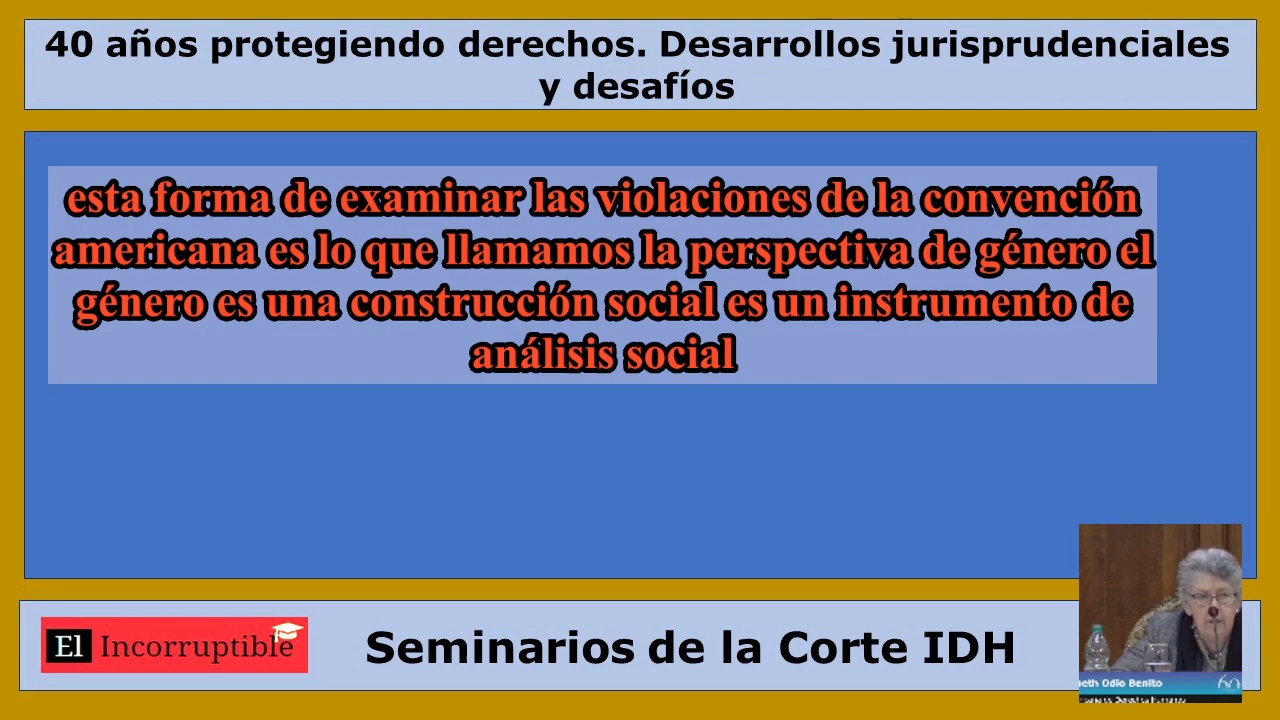 40 años protegiendo derechos. Desarrollos jurisprudenciales
y desafíos
esta forma de examinar las violaciones de la convención
americana es lo que llamamos la perspectiva de género el
género es una construcción social es un instrumento de
análisis social
El Incorruptible
Seminarios de la Corte IDH
Odio Benito